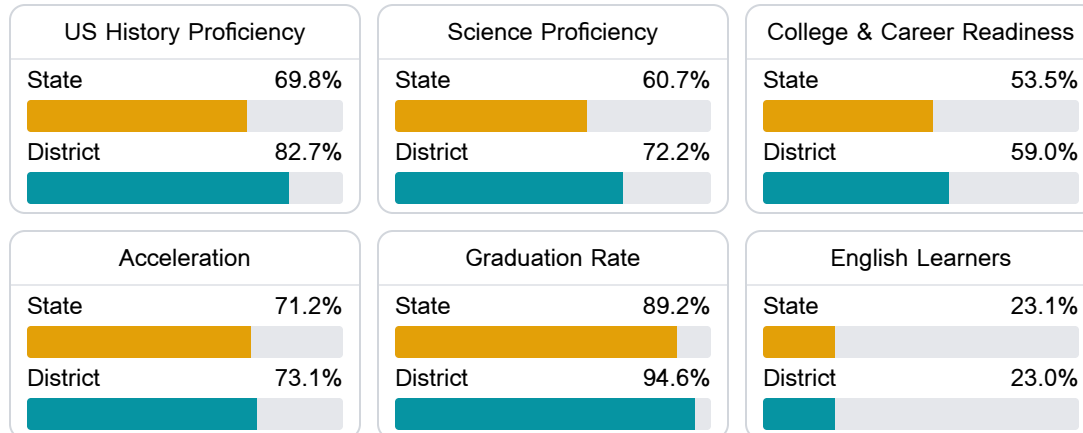 US History Proficiency
State 69.8%
District 82.7%
Science Proficiency
State 60.7%
District 72.2%
College & Career Readiness
State 53.5%
District 59.0%
Acceleration
State 71.2%
District 73.1%
Graduation Rate
State 89.2%
District 94.6%
English Learners
State 23.1%
District 23.0%